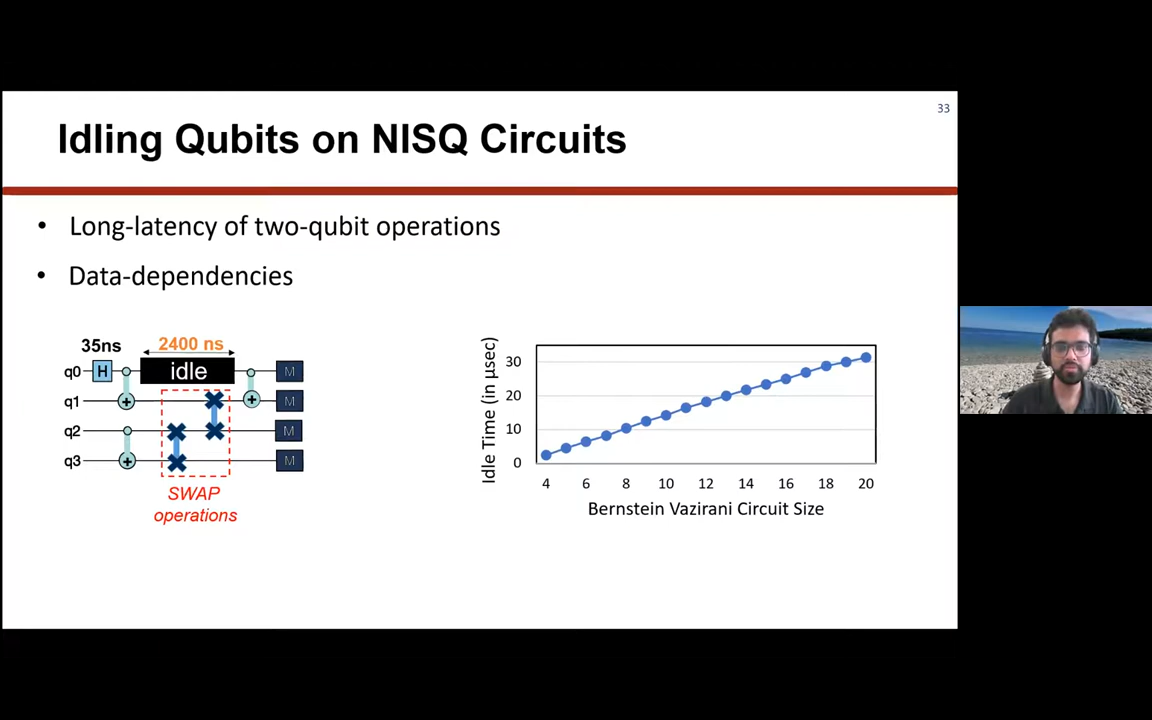 33
Idling Qubits on NISQ Circuits
• Long-latency of two-qubit operations
• Data-dependencies
35ns
2400 ns
q0 H idle M
q1 M
q2 M
q3 M
SWAP
operations
Idle Time (in μsec)
30
20
10
0
4 6 8 10 12 14 16 18 20
Bernstein Vazirani Circuit Size